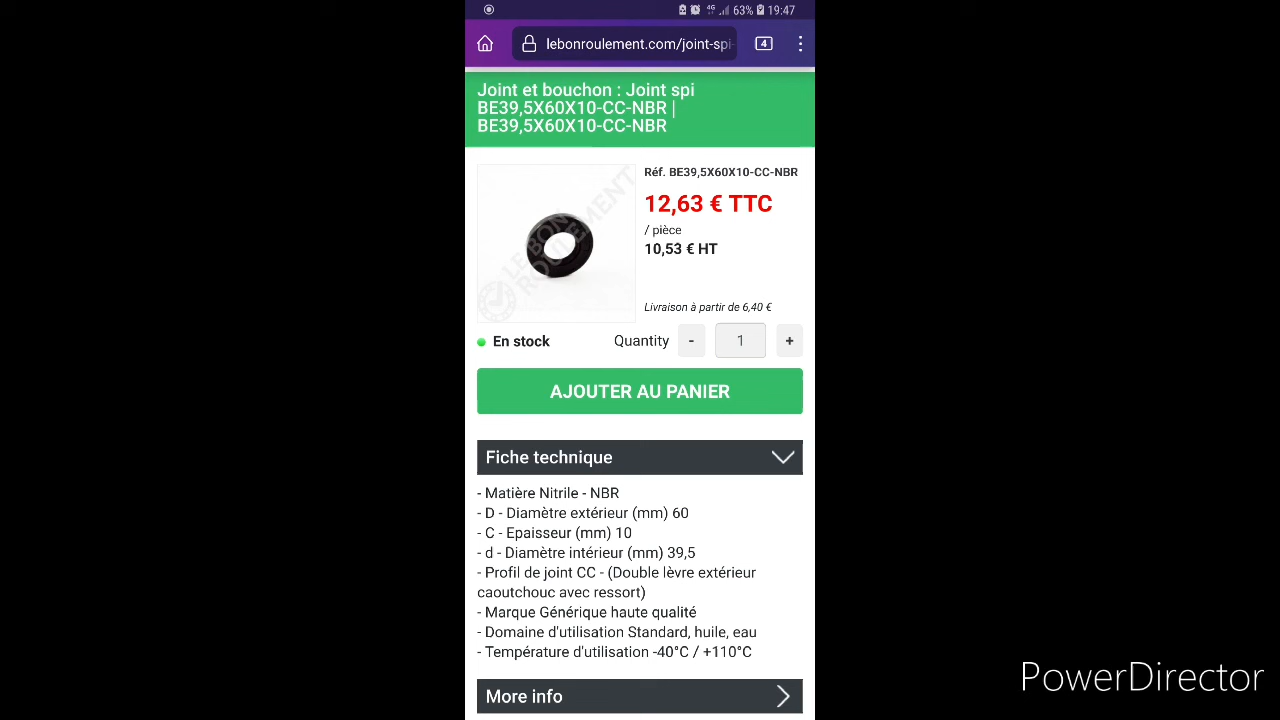 4G 63% 19:47
lebonroulement.com/joint-spi-
4
Joint et bouchon : Joint spi
BE39,5X60X10-CC-NBR |
BE39,5X60X10-CC-NBR
LE BON
ROULEMENT
Réf. BE39,5X60X10-CC-NBR
12,63 € TTC
/ pièce
10,53 € HT
Livraison à partir de 6,40 €
En stock
Quantity - 1 +
AJOUTER AU PANIER
Fiche technique
- Matière Nitrile - NBR
- D - Diamètre extérieur (mm) 60
- C - Epaisseur (mm) 10
- d - Diamètre intérieur (mm) 39,5
- Profil de joint CC - (Double lèvre extérieur
caoutchouc avec ressort)
- Marque Générique haute qualité
- Domaine d'utilisation Standard, huile, eau
- Température d'utilisation -40°C / +110°C
More info
PowerDirector